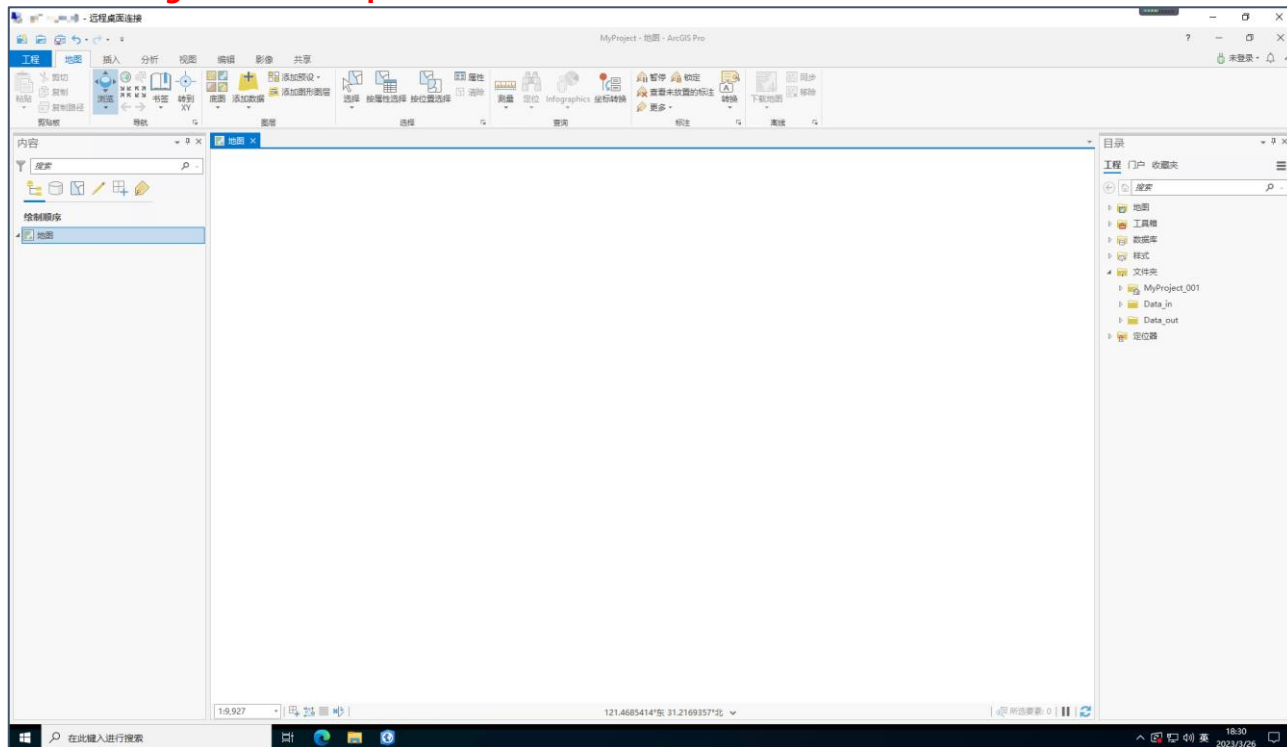 - 远程桌面连接
MyProject - 地图 - ArcGIS Pro
工程 地图 插入 分析 视图 编辑 影像 共享
未登录
粘贴 剪切 复制 复制路径
浏览 书签 转到 XY
底图 添加数据 添加预设 添加图形图层
选择 按属性选择 按位置选择 属性 清除
测量 定位 Infographics 坐标转换
暂停 锁定 查看未放置的标注 更多 转换
下载地图 同步 移除
剪贴板 导航 图层 选择 查询 标注 离线
内容
搜索
绘制顺序
地图
地图
目录
工程 门户 收藏夹
搜索
地图
工具箱
数据库
样式
文件夹
MyProject_001
Data_in
Data_out
定位器
1:9,927
121.4685414°东 31.2169357°北
所选要素: 0
在此键入进行搜索
英
18:30
2023/3/26